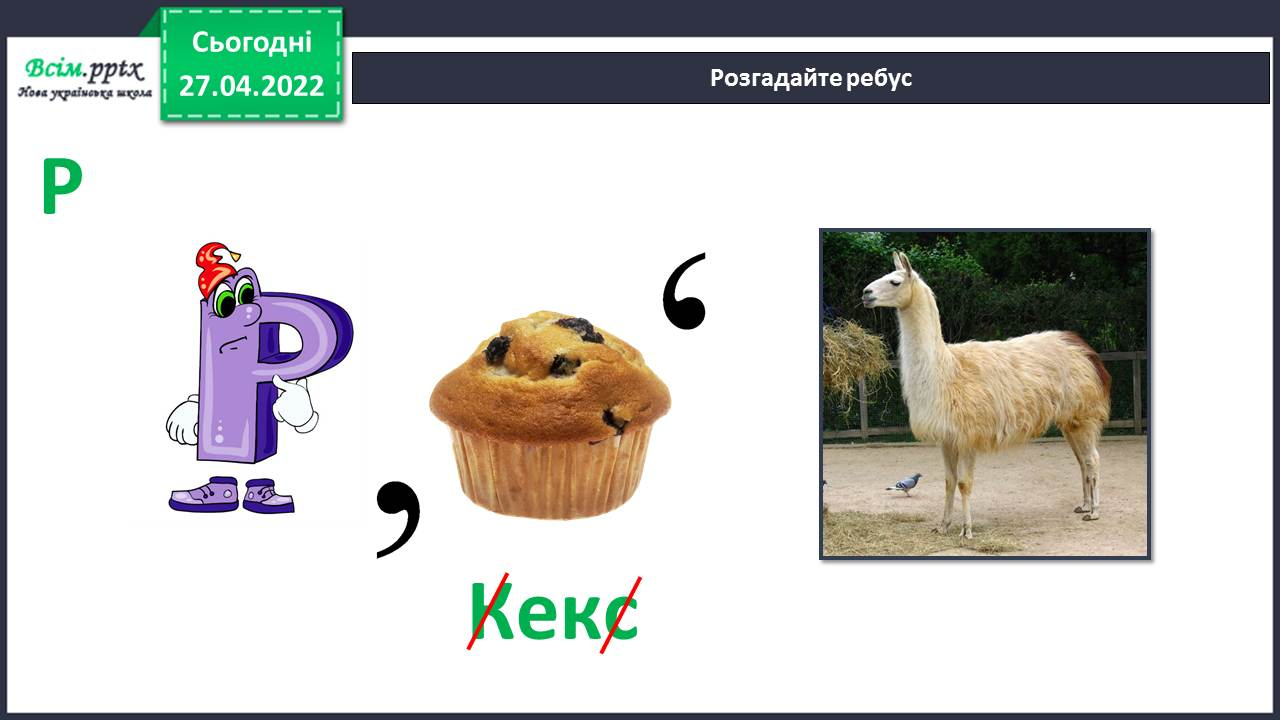 Всім.pptx
Нова українська школа
Сьогодні
27.04.2022
Розгадайте ребус
Р
Р
,
‘
Кекс